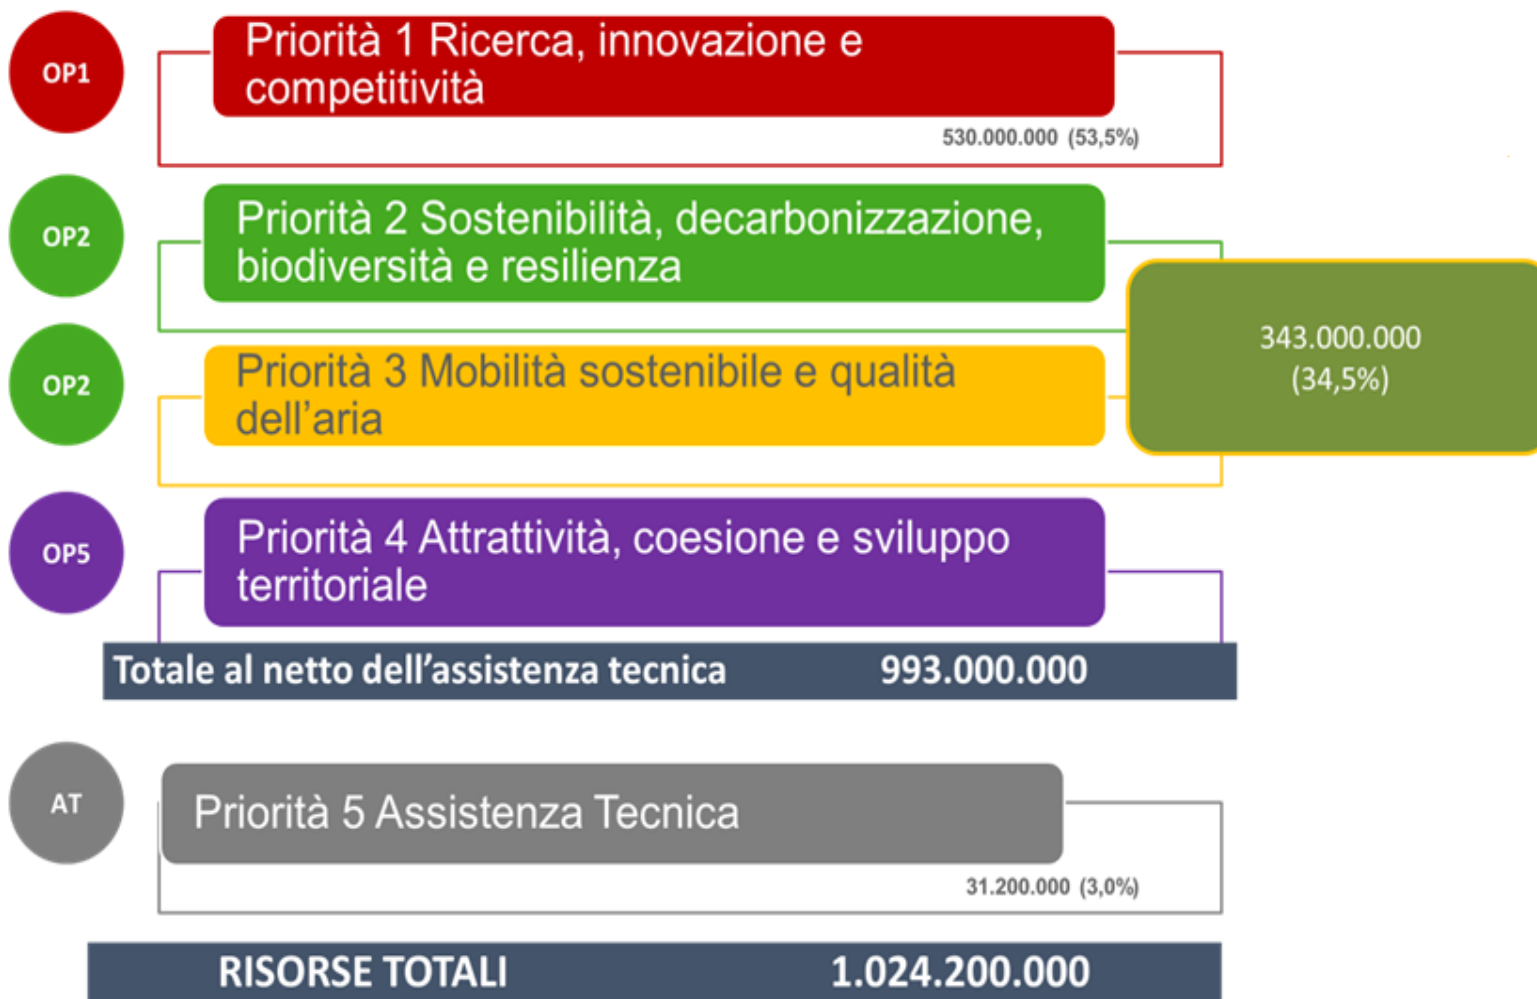 OP1
Priorità 1 Ricerca, innovazione e
competitività
530.000.000 (53,5%)
OP2
Priorità 2 Sostenibilità, decarbonizzazione,
biodiversità e resilienza
343.000.000
(34,5%)
OP2
Priorità 3 Mobilità sostenibile e qualità
dell’aria
OP5
Priorità 4 Attrattività, coesione e sviluppo
territoriale
Totale al netto dell’assistenza tecnica 993.000.000
AT
Priorità 5 Assistenza Tecnica
31.200.000 (3,0%)
RISORSE TOTALI 1.024.200.000